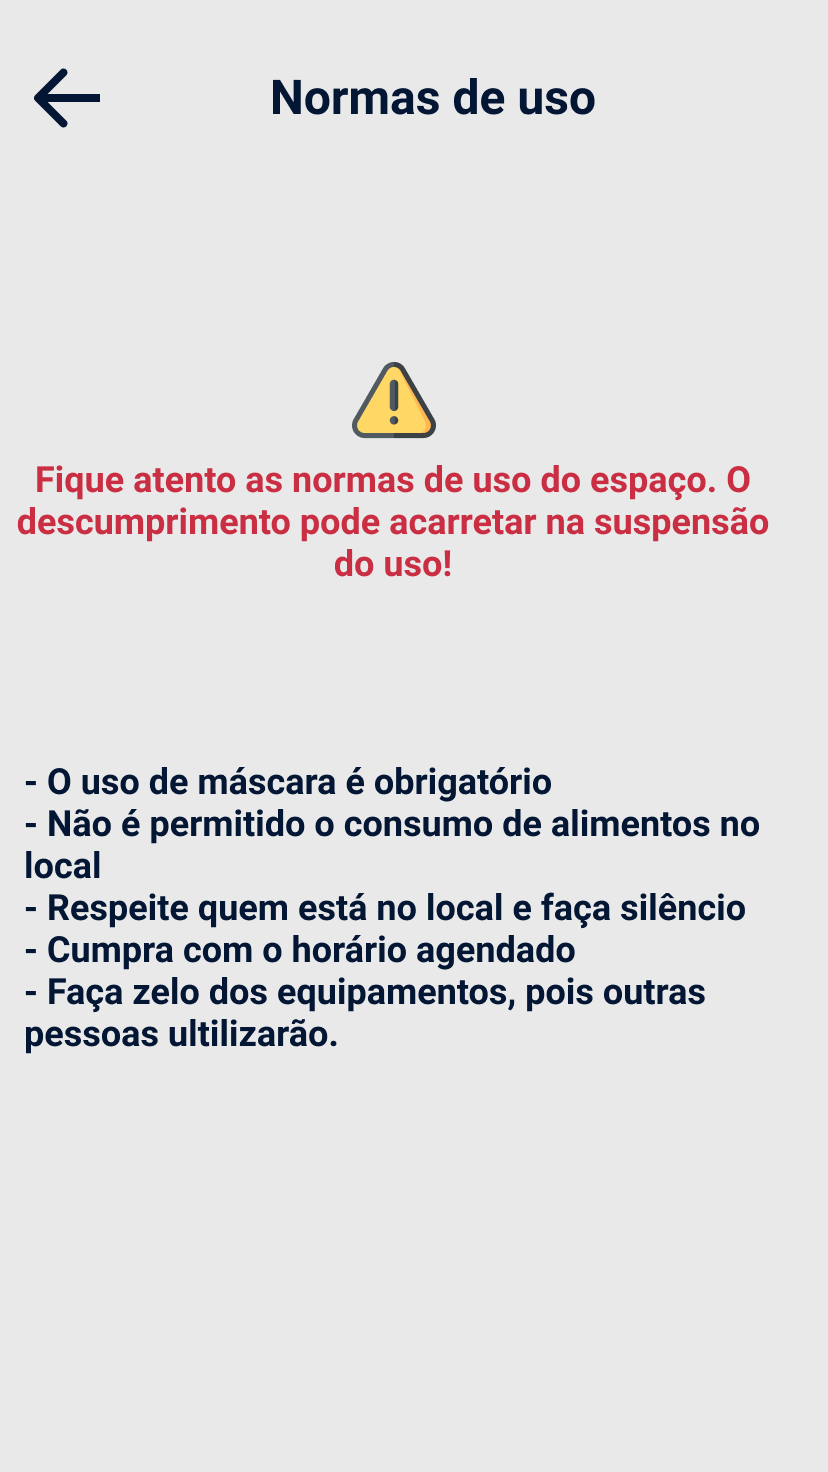 Normas de uso
Fique atento as normas de uso do espaço. O
descumprimento pode acarretar na suspensão
do uso!
- O uso de máscara é obrigatório
- Não é permitido o consumo de alimentos no
local
- Respeite quem está no local e faça silêncio
- Cumpra com o horário agendado
- Faça zelo dos equipamentos, pois outras
pessoas ultilizarão.